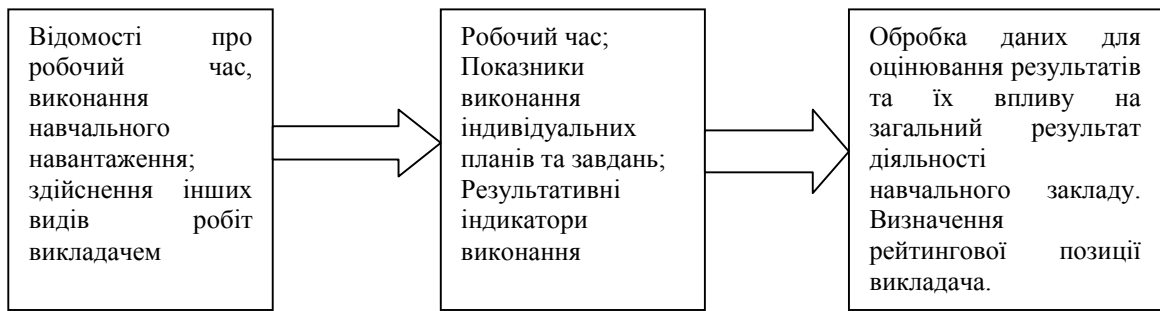 Відомості про
робочий час,
виконання
навчального
навантаження;
здійснення інших
видів робіт
викладачем
Робочий час;
Показники
виконання
індивідуальних
планів та завдань;
Результативні
індикатори
виконання
Обробка даних для
оцінювання результатів
та їх впливу на
загальний результат
діяльності
навчального закладу.
Визначення
рейтингової позиції
викладача.